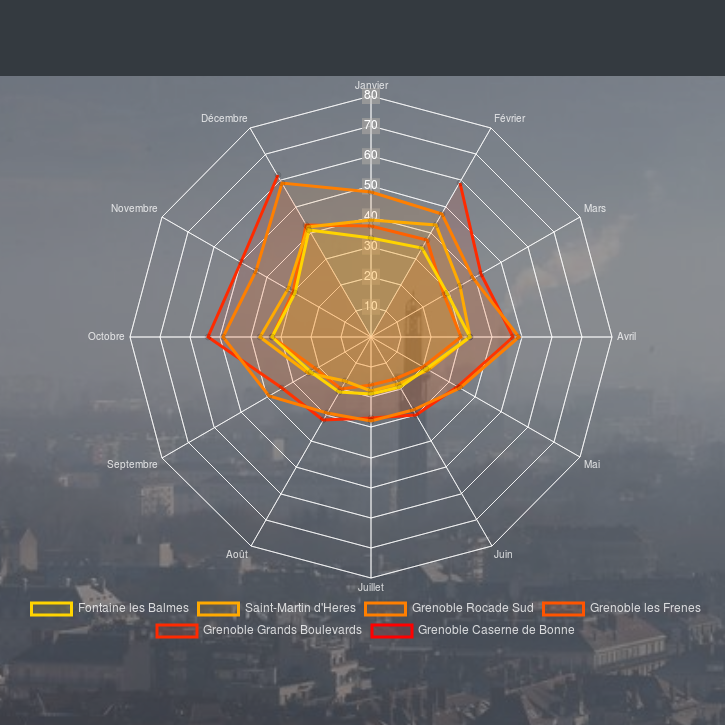 Janvier
80
Décembre
Février
70
60
50
Novembre
Mars
40
30
20
10
Octobre
Avril
Septembre
Mai
Août
Juin
Juillet
Fontaine les Balmes
Saint-Martin d'Heres
Grenoble Rocade Sud
Grenoble les Frenes
Grenoble Grands Boulevards
Grenoble Caserne de Bonne